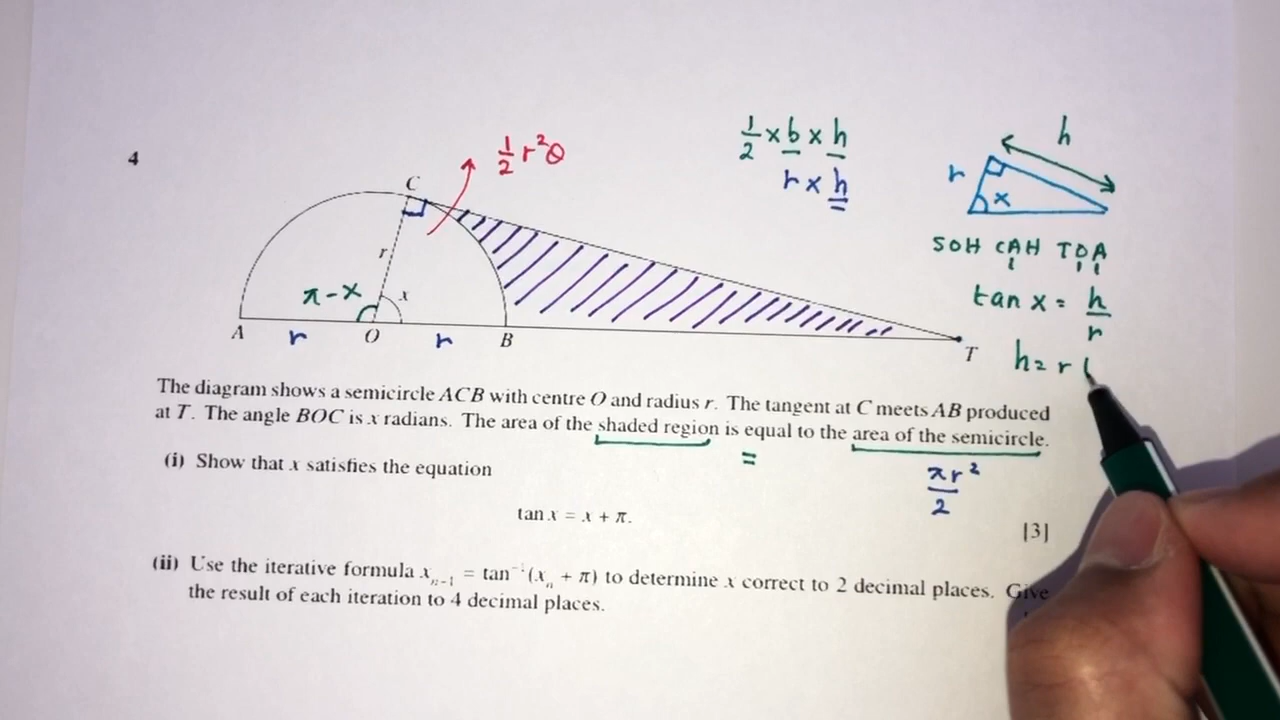 4
½ r²θ
½ x b x h
r x h
h
r
x
C
r
π-x
x
A
r
O
r
B
T
SOH CAH TOA
tan x = h/r
h= r (
The diagram shows a semicircle ACB with centre O and radius r. The tangent at C meets AB produced
at T. The angle BOC is x radians. The area of the shaded region is equal to the area of the semicircle.
=
πr²/2
(i) Show that x satisfies the equation
tan x = x + π.
[3]
(ii) Use the iterative formula xₙ₋₁ = tan⁻¹(xₙ + π) to determine x correct to 2 decimal places. Give
the result of each iteration to 4 decimal places.